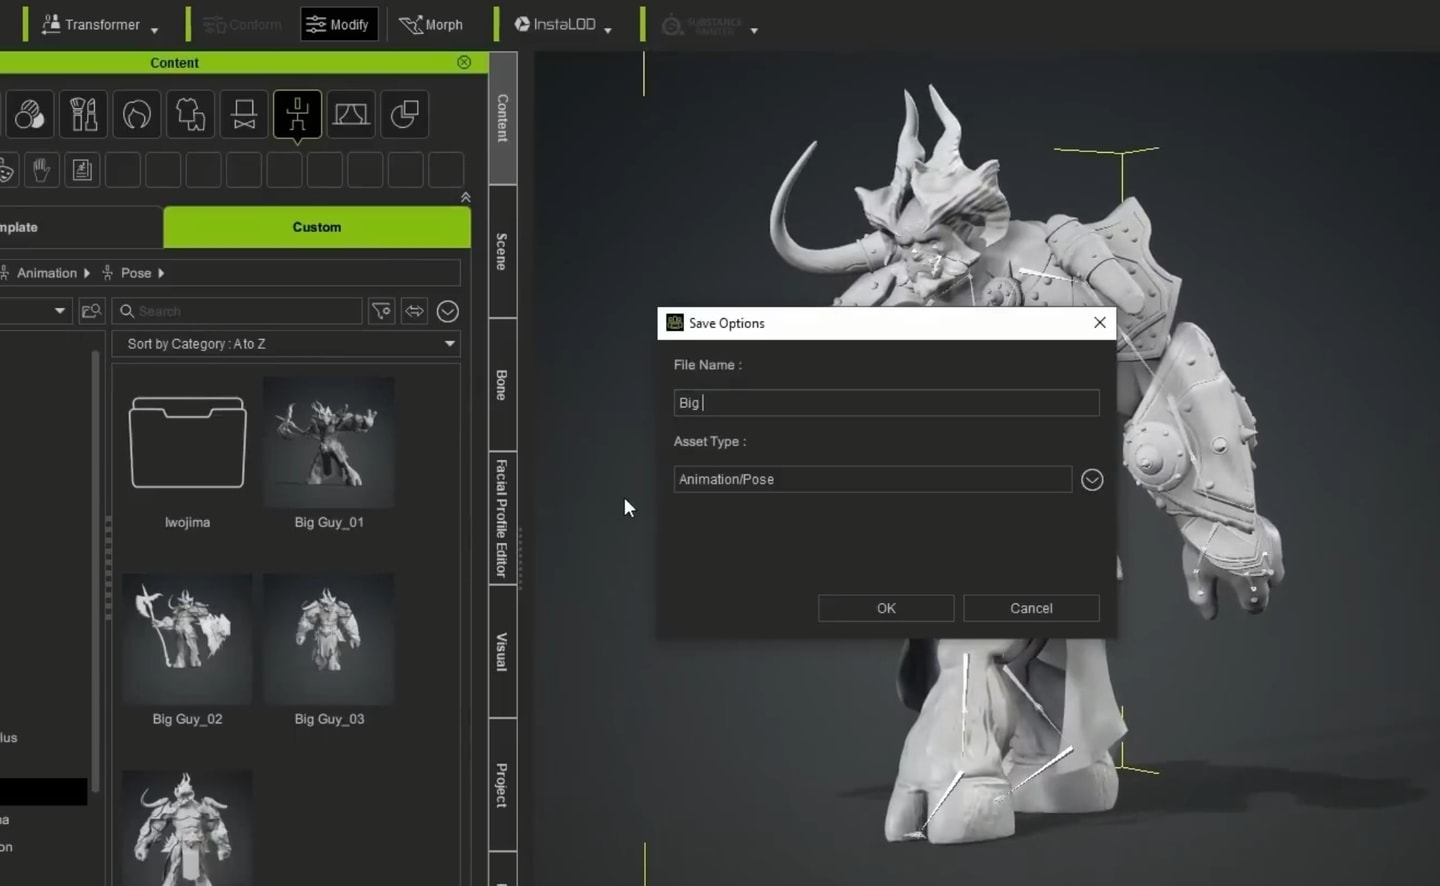 Transformer
Conform
Modify
Morph
InstaLOD
SUBSTANCE
PAINTER
Content
Content
Scene
Bone
Facial Profile Editor
Visual
Project
mplate
Custom
Animation
Pose
Search
Sort by Category : A to Z
Iwojima
Big Guy_01
Big Guy_02
Big Guy_03
lus
na
on
Save Options
File Name :
Big
Asset Type :
Animation/Pose
OK
Cancel